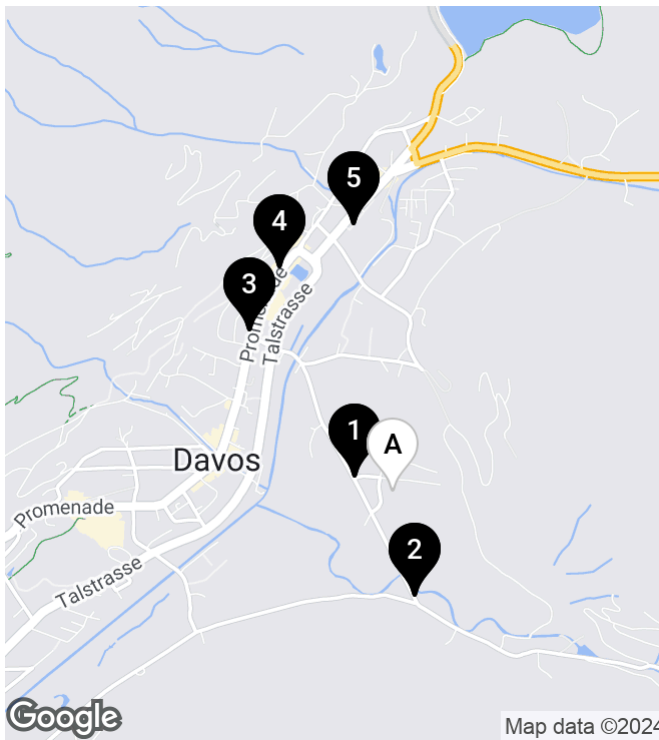 5
4
3
Promenade
Talstrasse
1
A
Davos
Promenade
2
Talstrasse
Google
Map data ©2024